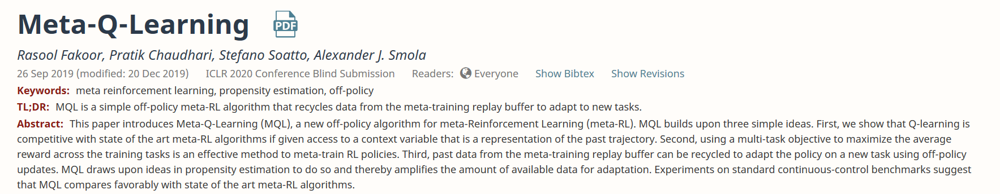 Meta-Q-Learning PDF
Rasool Fakoor, Pratik Chaudhari, Stefano Soatto, Alexander J. Smola
26 Sep 2019 (modified: 20 Dec 2019) ICLR 2020 Conference Blind Submission Readers: Everyone Show Bibtex Show Revisions
Keywords: meta reinforcement learning, propensity estimation, off-policy
TL;DR: MQL is a simple off-policy meta-RL algorithm that recycles data from the meta-training replay buffer to adapt to new tasks.
Abstract: This paper introduces Meta-Q-Learning (MQL), a new off-policy algorithm for meta-Reinforcement Learning (meta-RL). MQL builds upon three simple ideas. First, we show that Q-learning is
competitive with state of the art meta-RL algorithms if given access to a context variable that is a representation of the past trajectory. Second, using a multi-task objective to maximize the average
reward across the training tasks is an effective method to meta-train RL policies. Third, past data from the meta-training replay buffer can be recycled to adapt the policy on a new task using off-policy
updates. MQL draws upon ideas in propensity estimation to do so and thereby amplifies the amount of available data for adaptation. Experiments on standard continuous-control benchmarks suggest
that MQL compares favorably with state of the art meta-RL algorithms.